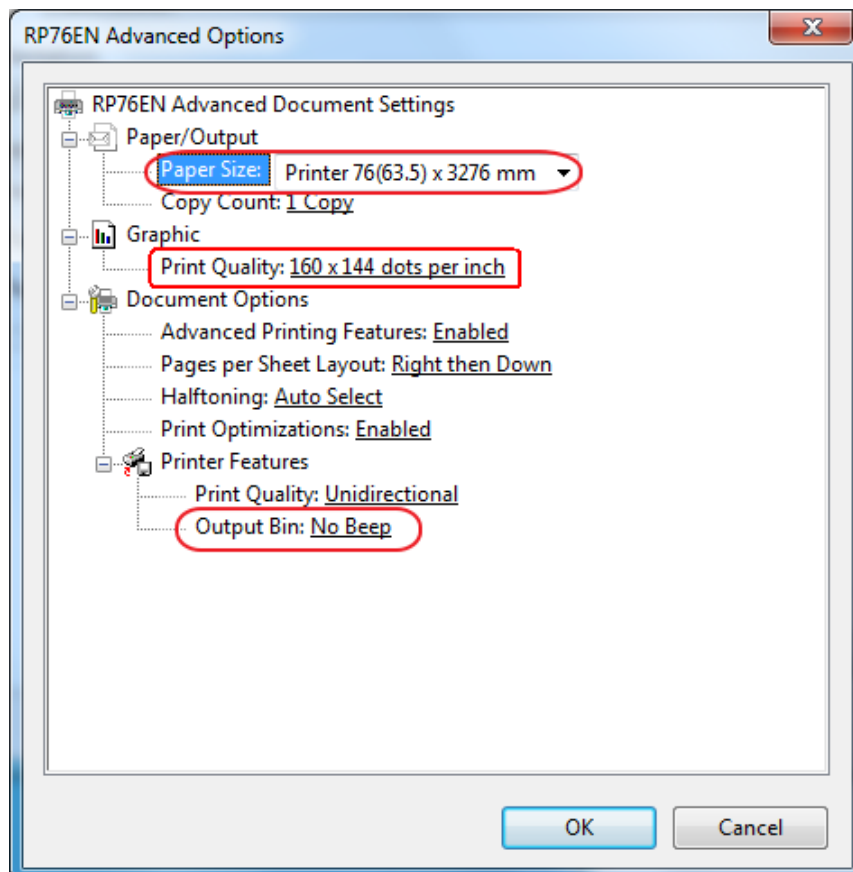 RP76EN Advanced Options
RP76EN Advanced Document Settings
Paper/Output
Paper Size: Printer 76(63.5) x 3276 mm
Copy Count: 1 Copy
Graphic
Print Quality: 160 x 144 dots per inch
Document Options
Advanced Printing Features: Enabled
Pages per Sheet Layout: Right then Down
Halftoning: Auto Select
Print Optimizations: Enabled
Printer Features
Print Quality: Unidirectional
Output Bin: No Beep
OK Cancel